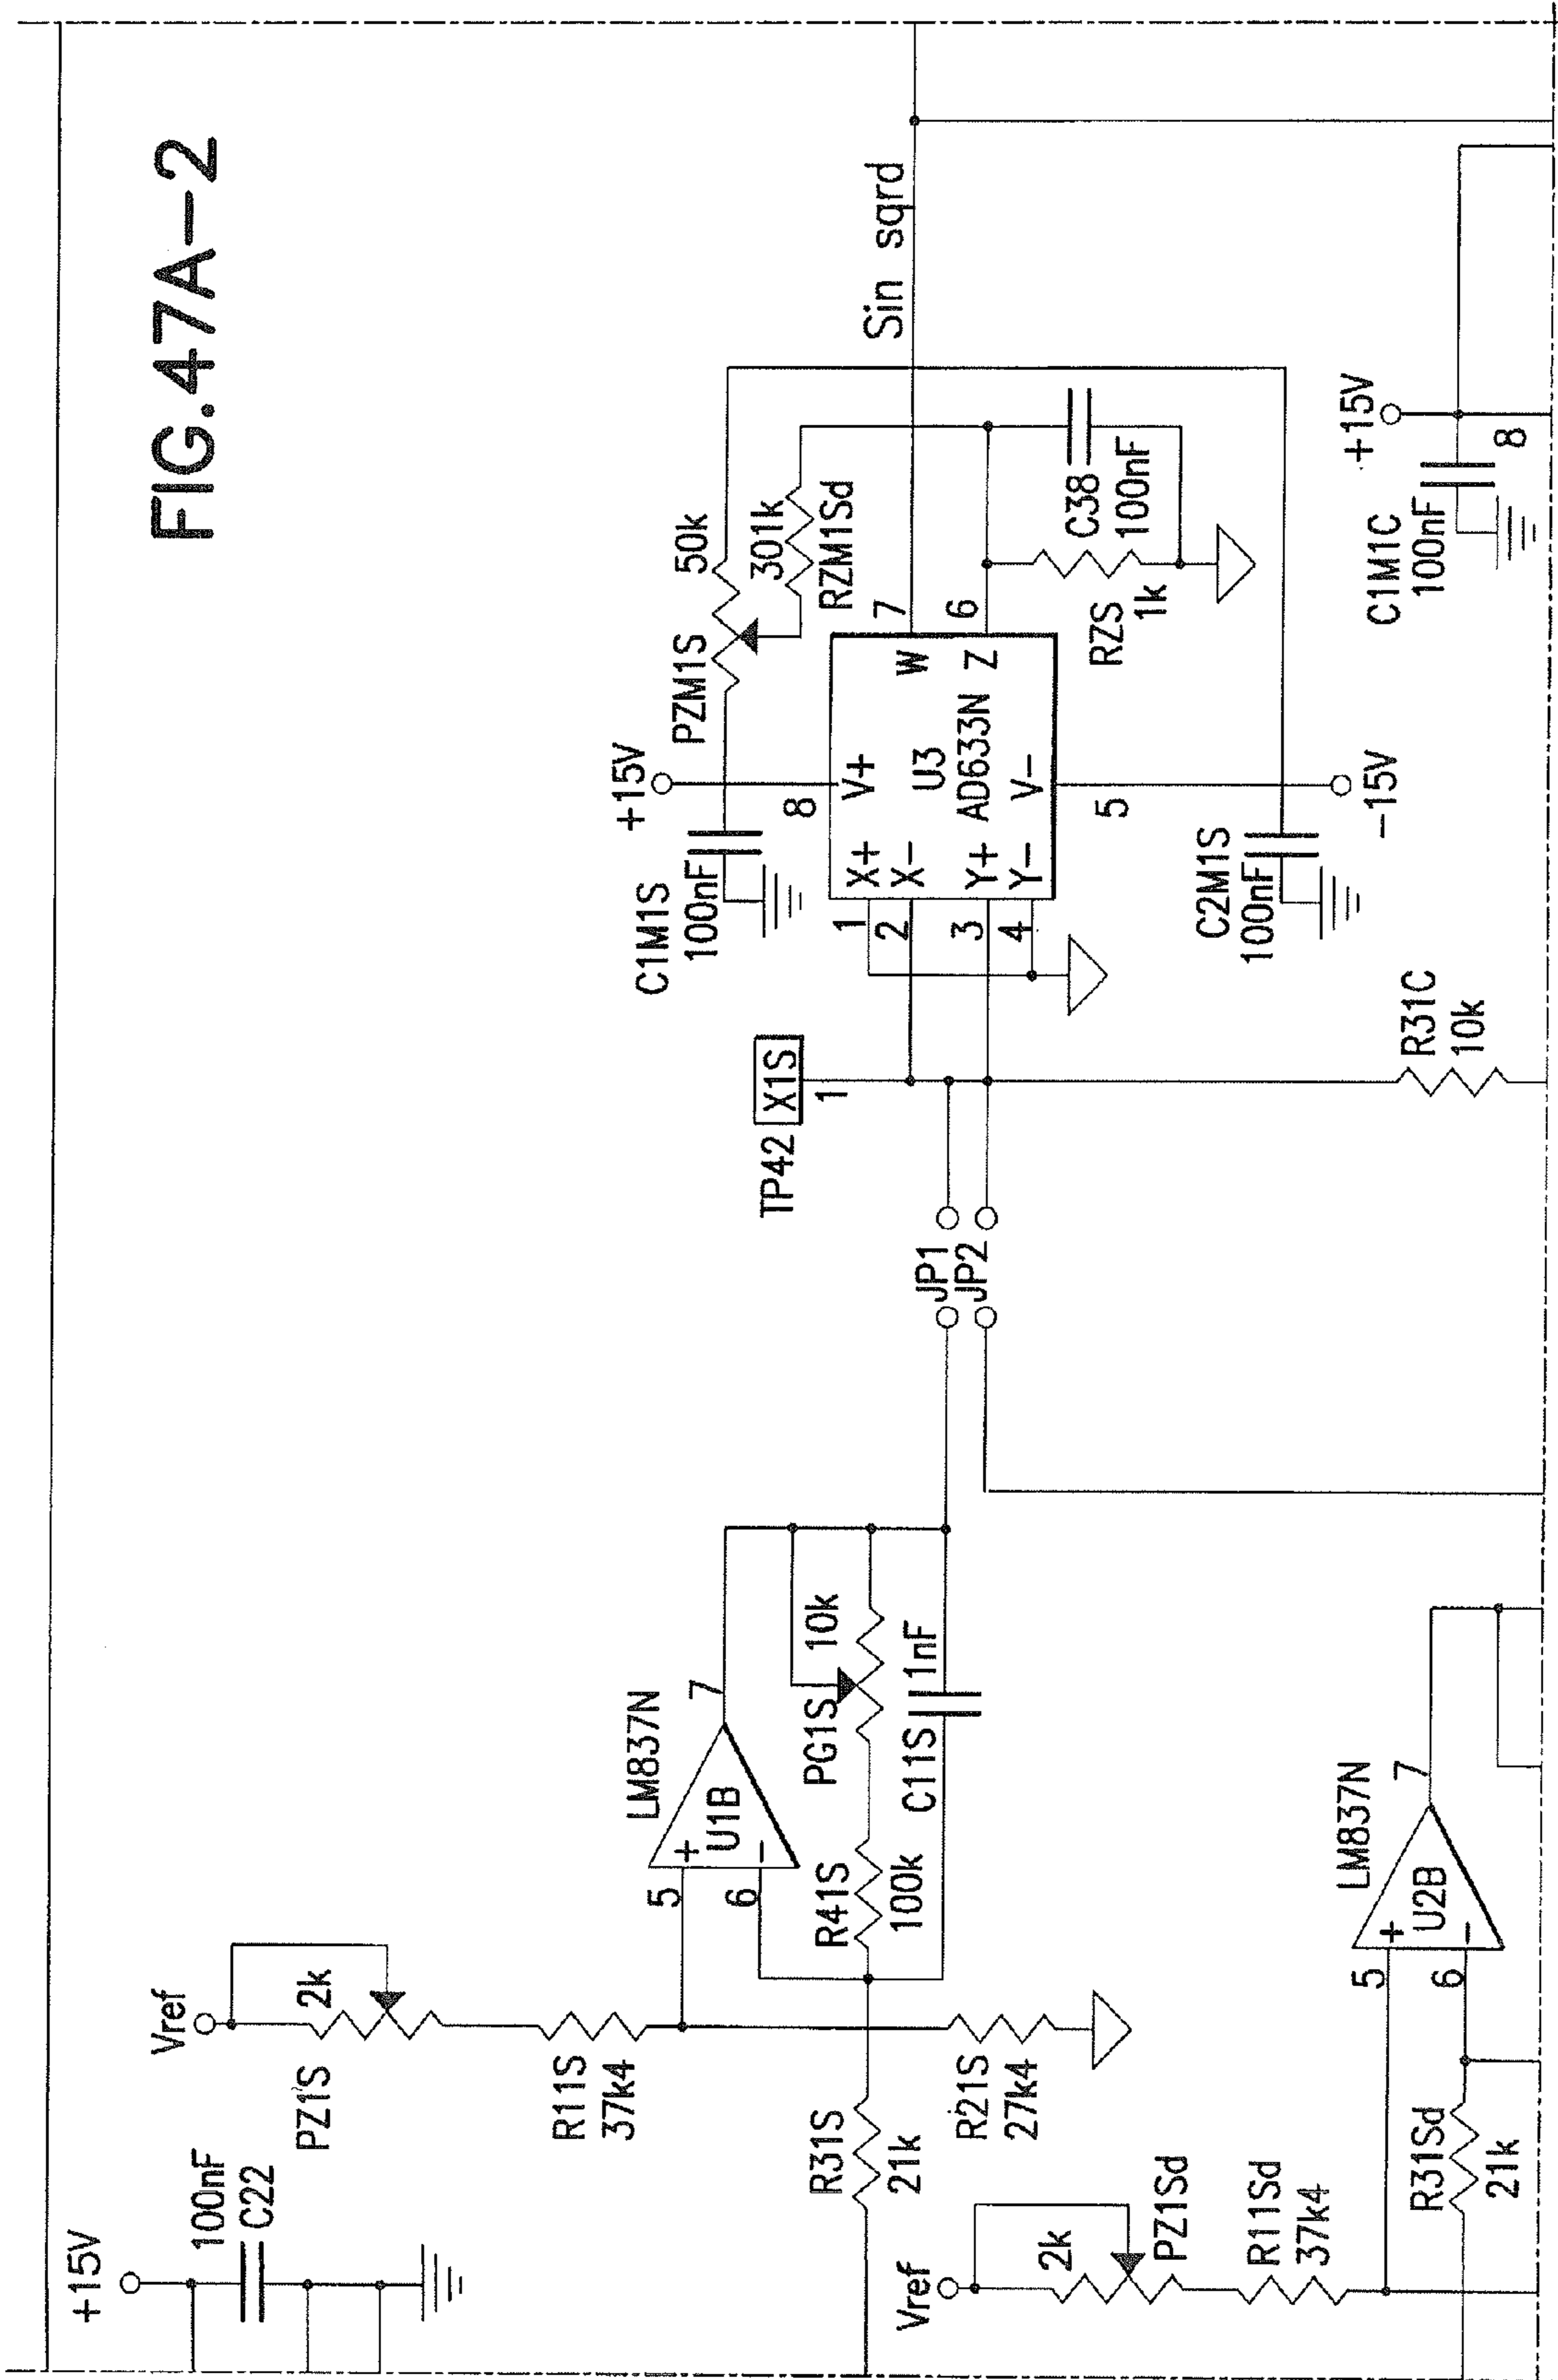 FIG.47A-2
+15V
100nF
C22
Vref
2k
PZ1S
R11S
37k4
R31S
21k
R21S
27k4
LM837N
5
6
7
+
U1B
-
R41S
100k
PG1S
10k
C11S
1nF
JP1
JP2
TP42
X1S
1
C1M1S
100nF
+15V
PZM1S
50k
301k
RZM1Sd
8
V+
1
X+
2
X-
3
Y+
4
Y-
U3
AD633N
V-
5
W
7
Z
6
Sin sqrd
RZS
1k
C38
100nF
C2M1S
100nF
-15V
R31C
10k
C1M1C
100nF
+15V
8
Vref
2k
PZ1Sd
R11Sd
37k4
R31Sd
21k
LM837N
5
6
7
+
U2B
-